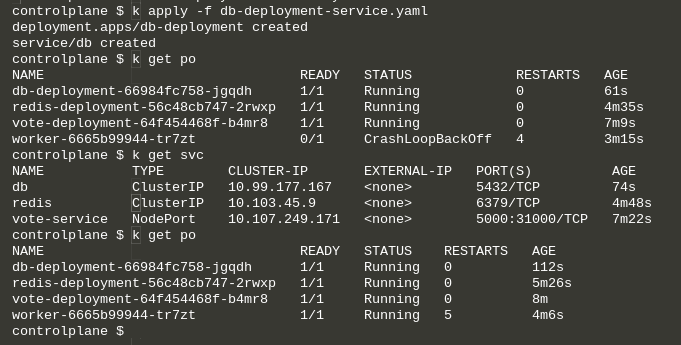 controlplane $ k apply -f db-deployment-service.yaml
deployment.apps/db-deployment created
service/db created
controlplane $ k get po
NAME READY STATUS RESTARTS AGE
db-deployment-66984fc758-jgqdh 1/1 Running 0 61s
redis-deployment-56c48cb747-2rwxp 1/1 Running 0 4m35s
vote-deployment-64f454468f-b4mr8 1/1 Running 0 7m9s
worker-6665b99944-tr7zt 0/1 CrashLoopBackOff 4 3m15s
controlplane $ k get svc
NAME TYPE CLUSTER-IP EXTERNAL-IP PORT(S) AGE
db ClusterIP 10.99.177.167 <none> 5432/TCP 74s
redis ClusterIP 10.103.45.9 <none> 6379/TCP 4m48s
vote-service NodePort 10.107.249.171 <none> 5000:31000/TCP 7m22s
controlplane $ k get po
NAME READY STATUS RESTARTS AGE
db-deployment-66984fc758-jgqdh 1/1 Running 0 112s
redis-deployment-56c48cb747-2rwxp 1/1 Running 0 5m26s
vote-deployment-64f454468f-b4mr8 1/1 Running 0 8m
worker-6665b99944-tr7zt 1/1 Running 5 4m6s
controlplane $